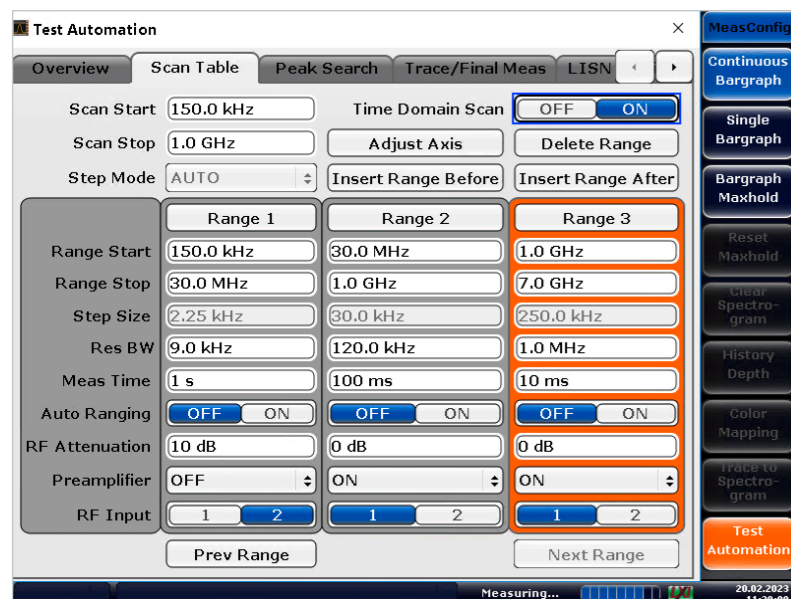 Test Automation
MeasConfig
Overview Scan Table Peak Search Trace/Final Meas LISN
Continuous
Bargraph
Scan Start 150.0 kHz Time Domain Scan OFF ON
Single
Bargraph
Scan Stop 1.0 GHz Adjust Axis Delete Range
Step Mode AUTO Insert Range Before Insert Range After
Bargraph
Maxhold
Range 1 Range 2 Range 3
Reset
Maxhold
Range Start 150.0 kHz 30.0 MHz 1.0 GHz
Range Stop 30.0 MHz 1.0 GHz 7.0 GHz
Clear
Spectro-
gram
Step Size 2.25 kHz 30.0 kHz 250.0 kHz
Res BW 9.0 kHz 120.0 kHz 1.0 MHz
History
Depth
Meas Time 1 s 100 ms 10 ms
Auto Ranging OFF ON OFF ON OFF ON
Color
Mapping
RF Attenuation 10 dB 0 dB 0 dB
Preamplifier OFF ON ON
Trace to
Spectro-
gram
RF Input 1 2 1 2 1 2
Test
Automation
Prev Range Next Range
Measuring...
LXI
20.02.2023